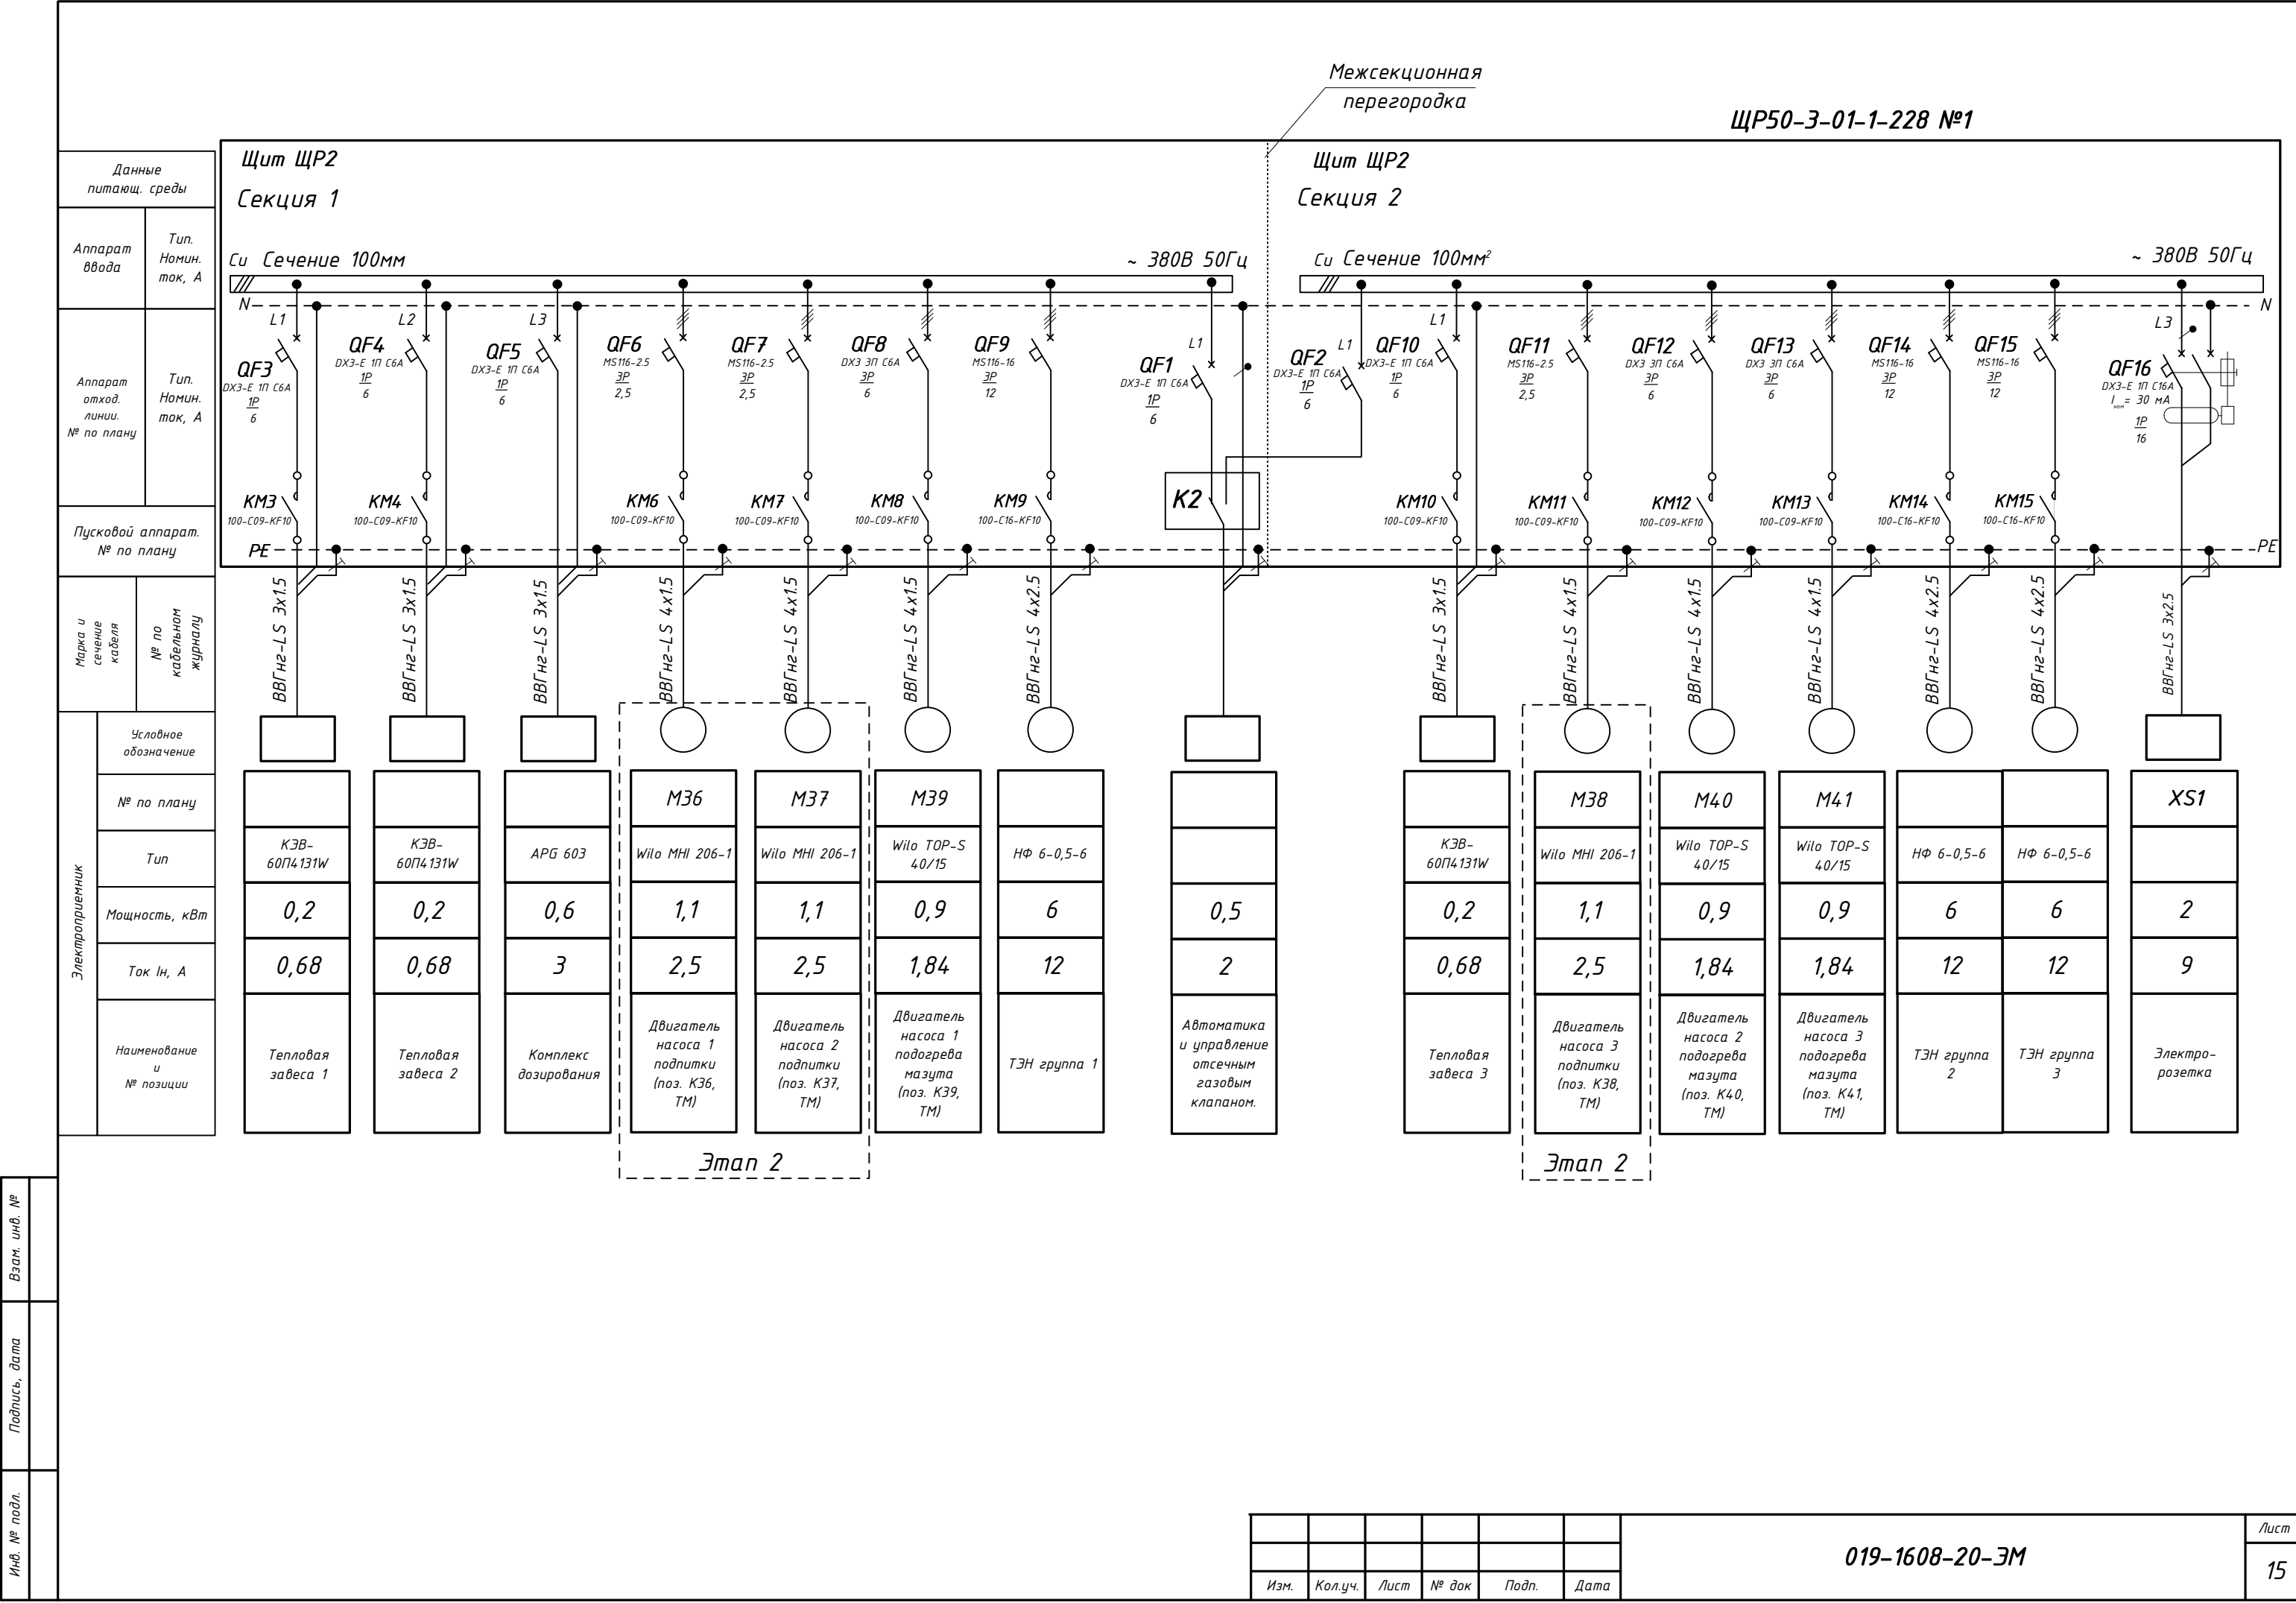 Межсекционная
перегородка
ЩР50-3-01-1-228 №1
Щит ЩР2
Секция 1
Щит ЩР2
Секция 2
Cu Сечение 100мм
~ 380В 50Гц
Cu Сечение 100мм²
~ 380В 50Гц
N
N
PE
PE
Данные
питающ. среды
Аппарат
ввода
Тип.
Номин.
ток, А
Аппарат
отход.
линии.
№ по плану
Тип.
Номин.
ток, А
Пусковой аппарат.
№ по плану
Марка и
сечение
кабеля
№ по
кабельном
журналу
Электроприемник
Условное
обозначение
№ по плану
Тип
Мощность, кВт
Ток Iн, А
Наименование
и
№ позиции
L1
QF3
DX3-E 1П C6A
1P
6
KM3
100-C09-KF10
ВВГнг-LS 3x1.5
КЭВ-
60П4131W
0,2
0,68
Тепловая
завеса 1
L2
QF4
DX3-E 1П C6A
1P
6
KM4
100-C09-KF10
ВВГнг-LS 3x1.5
КЭВ-
60П4131W
0,2
0,68
Тепловая
завеса 2
L3
QF5
DX3-E 1П C6A
1P
6
ВВГнг-LS 3x1.5
APG 603
0,6
3
Комплекс
дозирования
QF6
MS116-2.5
3P
2,5
KM6
100-C09-KF10
ВВГнг-LS 4x1.5
М36
Wilo MHI 206-1
1,1
2,5
Двигатель
насоса 1
подпитки
(поз. К36,
ТМ)
QF7
MS116-2.5
3P
2,5
KM7
100-C09-KF10
ВВГнг-LS 4x1.5
М37
Wilo MHI 206-1
1,1
2,5
Двигатель
насоса 2
подпитки
(поз. К37,
ТМ)
Этап 2
QF8
DX3 3П C6A
3P
6
KM8
100-C09-KF10
ВВГнг-LS 4x1.5
М39
Wilo TOP-S
40/15
0,9
1,84
Двигатель
насоса 1
подогрева
мазута
(поз. К39,
ТМ)
QF9
MS116-16
3P
12
KM9
100-C16-KF10
ВВГнг-LS 4x2.5
НФ 6-0,5-6
6
12
ТЭН группа 1
L1
QF1
DX3-E 1П C6A
1P
6
K2
0,5
2
Автоматика
и управление
отсечным
газовым
клапаном.
L1
QF2
DX3-E 1П C6A
1P
6
L1
QF10
DX3-E 1П C6A
1P
6
KM10
100-C09-KF10
ВВГнг-LS 3x1.5
КЭВ-
60П4131W
0,2
0,68
Тепловая
завеса 3
QF11
MS116-2.5
3P
2,5
KM11
100-C09-KF10
ВВГнг-LS 4x1.5
М38
Wilo MHI 206-1
1,1
2,5
Двигатель
насоса 3
подпитки
(поз. К38,
ТМ)
Этап 2
QF12
DX3 3П C6A
3P
6
KM12
100-C09-KF10
ВВГнг-LS 4x1.5
М40
Wilo TOP-S
40/15
0,9
1,84
Двигатель
насоса 2
подогрева
мазута
(поз. К40,
ТМ)
QF13
DX3 3П C6A
3P
6
KM13
100-C09-KF10
ВВГнг-LS 4x1.5
М41
Wilo TOP-S
40/15
0,9
1,84
Двигатель
насоса 3
подогрева
мазута
(поз. К41,
ТМ)
QF14
MS116-16
3P
12
KM14
100-C16-KF10
ВВГнг-LS 4x2.5
НФ 6-0,5-6
6
12
ТЭН группа
2
QF15
MS116-16
3P
12
KM15
100-C16-KF10
ВВГнг-LS 4x2.5
НФ 6-0,5-6
6
12
ТЭН группа
3
L3
QF16
DX3-E 1П C16A
Iном = 30 мА
1P
16
ВВГнг-LS 3x2.5
XS1
2
9
Электро-
розетка
Взам. инв. №
Подпись, дата
Инв. № подл.
Изм.
Кол.уч.
Лист
№ док
Подп.
Дата
019-1608-20-ЭМ
Лист
15